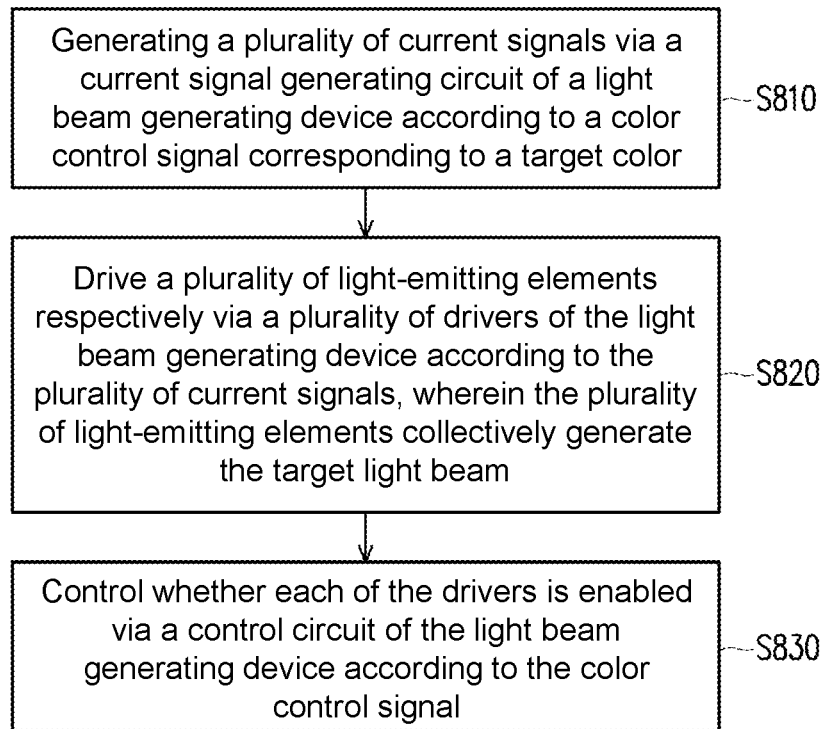 Generating a plurality of current signals via a
current signal generating circuit of a light
beam generating device according to a color
control signal corresponding to a target color
S810
Drive a plurality of light-emitting elements
respectively via a plurality of drivers of the light
beam generating device according to the
plurality of current signals, wherein the plurality
of light-emitting elements collectively generate
the target light beam
S820
Control whether each of the drivers is enabled
via a control circuit of the light beam
generating device according to the color
control signal
S830